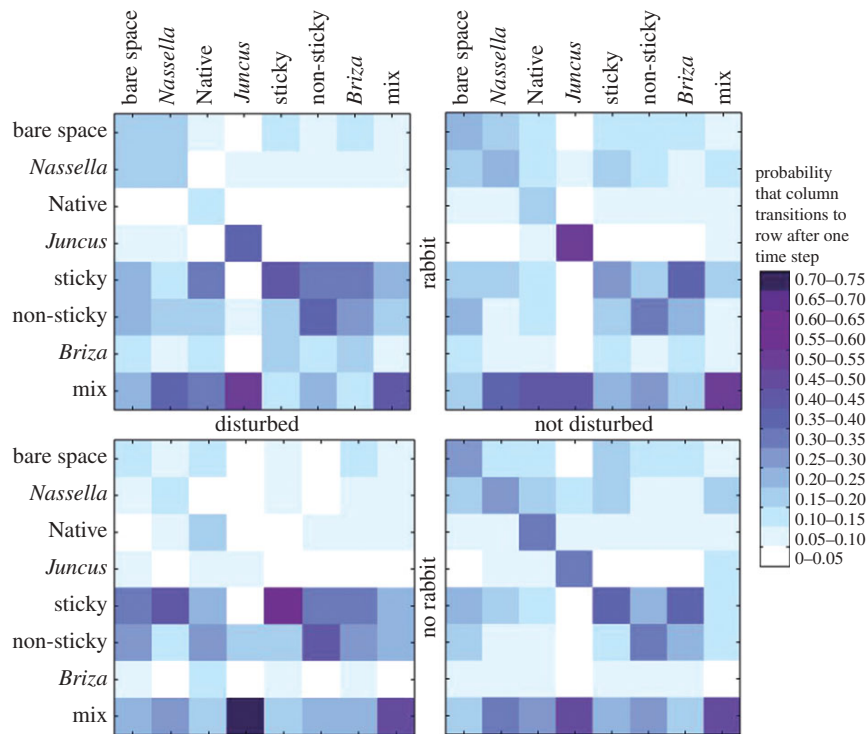 bare space
Nassella
Native
Juncus
sticky
non-sticky
Briza
mix
bare space
Nassella
Native
Juncus
sticky
non-sticky
Briza
mix
bare space
Nassella
Native
Juncus
sticky
non-sticky
Briza
mix
rabbit
probability
that column
transitions to
row after one
time step
0.70–0.75
0.65–0.70
0.60–0.65
0.55–0.60
0.50–0.55
0.45–0.50
0.40–0.45
0.35–0.40
0.30–0.35
0.25–0.30
0.20–0.25
0.15–0.20
0.10–0.15
0.05–0.10
0–0.05
disturbed
not disturbed
bare space
Nassella
Native
Juncus
sticky
non-sticky
Briza
mix
no rabbit